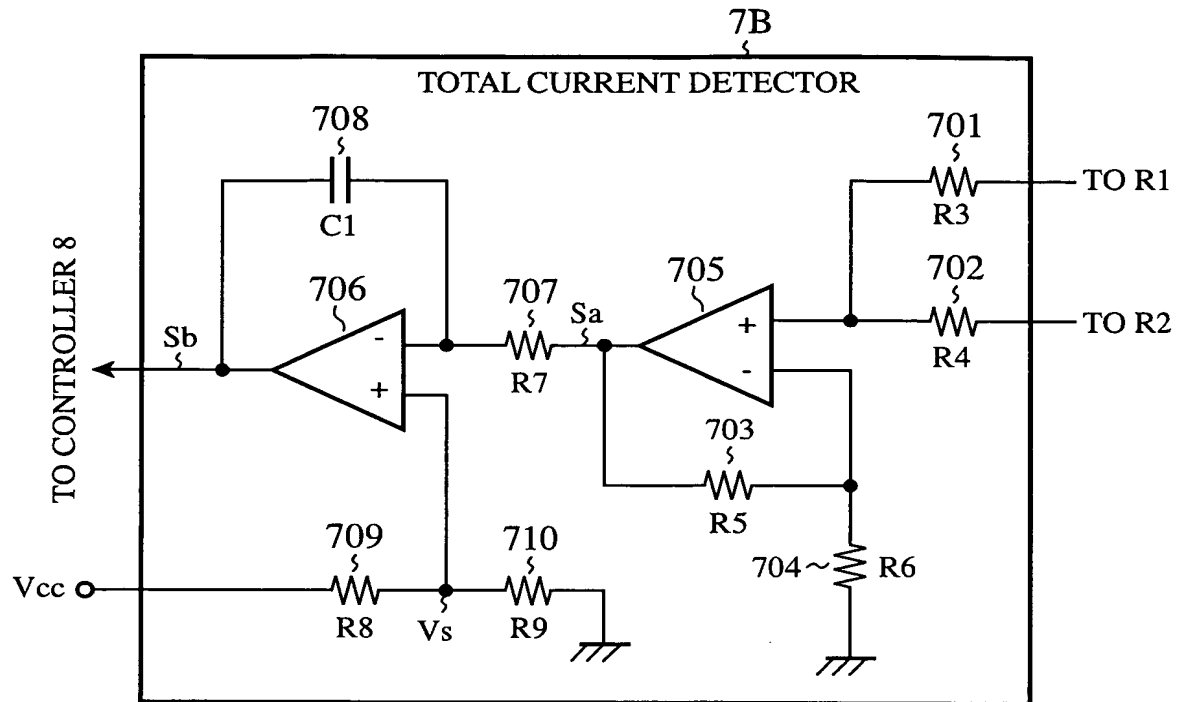 7B
TOTAL CURRENT DETECTOR
708
C1
701
R3
TO R1
702
R4
TO R2
705
+
-
Sa
707
R7
706
-
+
Sb
TO CONTROLLER 8
703
R5
704
R6
709
R8
710
R9
Vcc
Vs